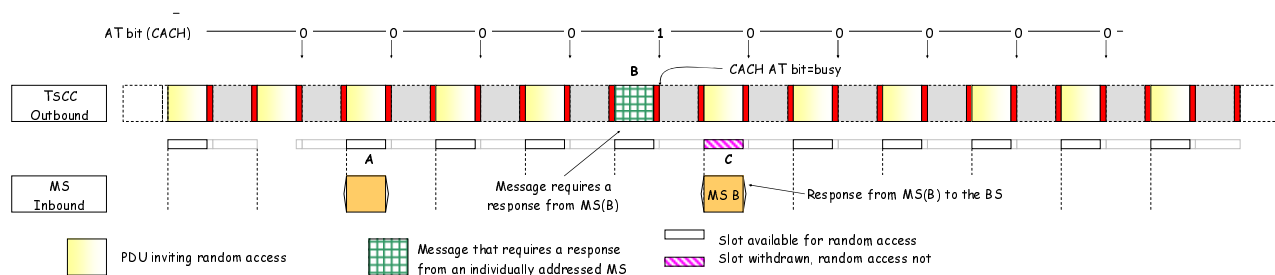 AT bit (CACH)
0 0 0 0 1 0 0 0 0 0
B
CACH AT bit=busy
TSCC
Outbound
A
C
MS
Inbound
Message requires a
response from MS(B)
MS B
Response from MS(B) to the BS
PDU inviting random access
Message that requires a response
from an individually addressed MS
Slot available for random access
Slot withdrawn, random access not